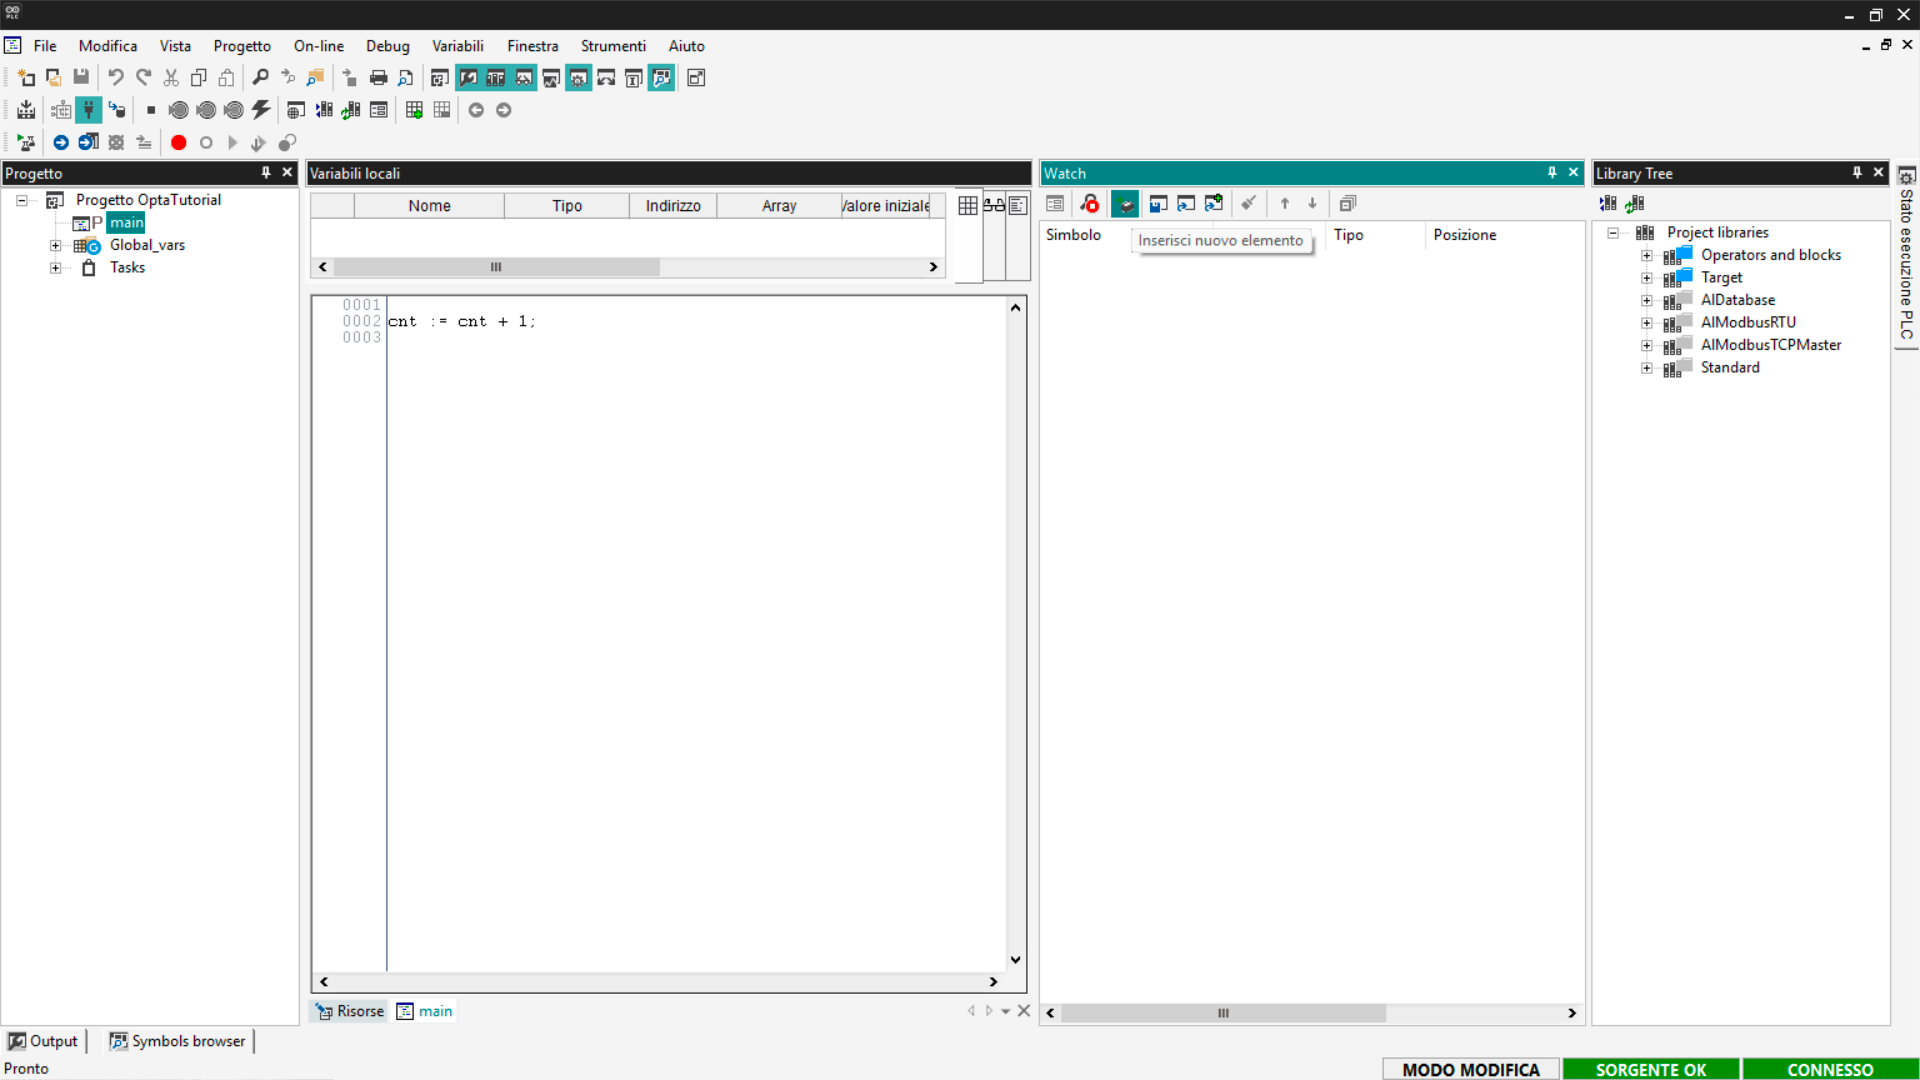 PLC
File Modifica Vista Progetto On-line Debug Variabili Finestra Strumenti Aiuto
Progetto
Progetto OptaTutorial
P main
Global_vars
Tasks
Variabili locali
Nome Tipo Indirizzo Array Valore iniziale
0001
0002 cnt := cnt + 1;
0003
Risorse main
Watch
Simbolo Tipo Posizione
Inserisci nuovo elemento
Library Tree
Project libraries
Operators and blocks
Target
AlDatabase
AlModbusRTU
AlModbusTCPMaster
Standard
Stato esecuzione PLC
Output Symbols browser
Pronto
MODO MODIFICA SORGENTE OK CONNESSO